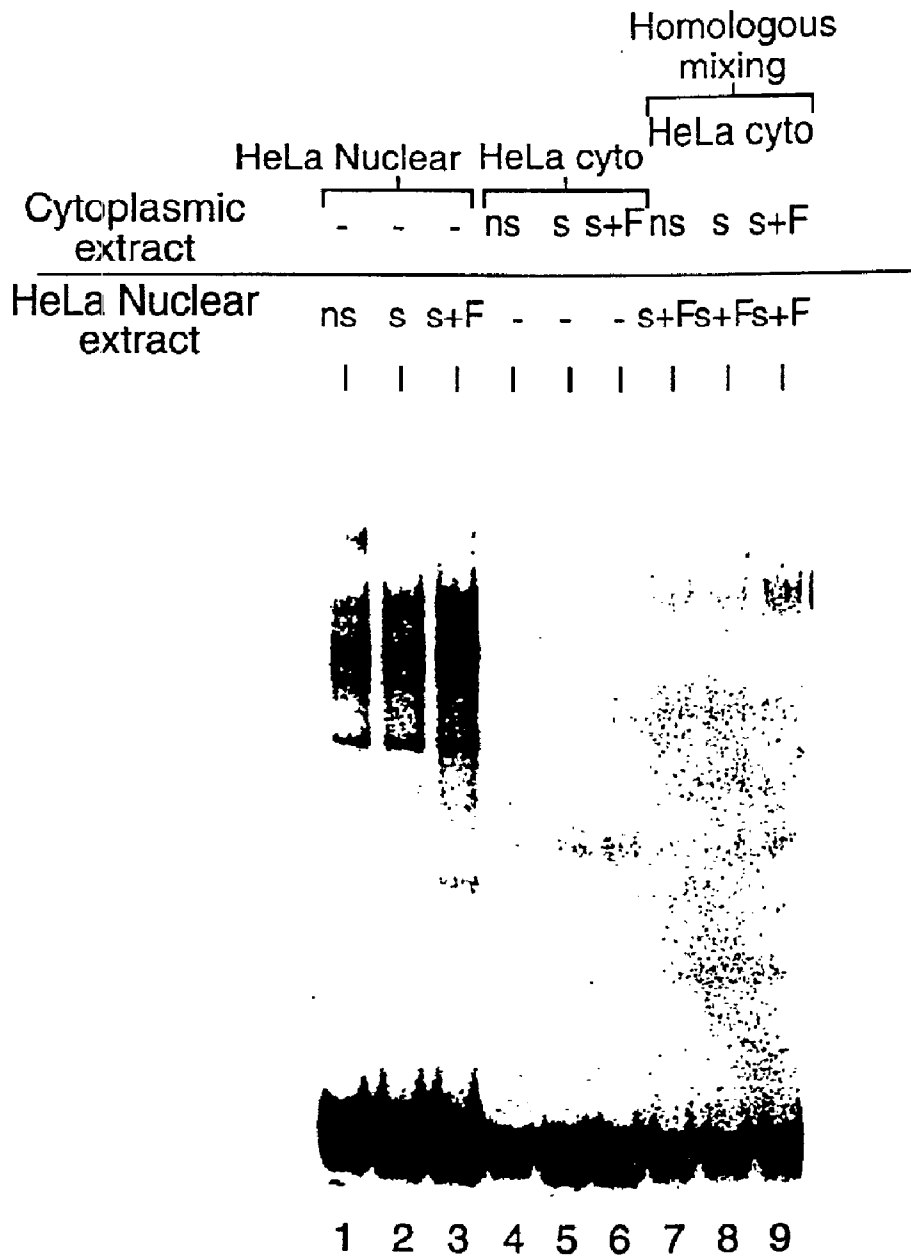 Homologous
mixing
HeLa Nuclear HeLa cyto HeLa cyto
Cytoplasmic
extract
- - - ns s s+F ns s s+F
HeLa Nuclear
extract
ns s s+F - - - s+F s+F s+F
1 2 3 4 5 6 7 8 9